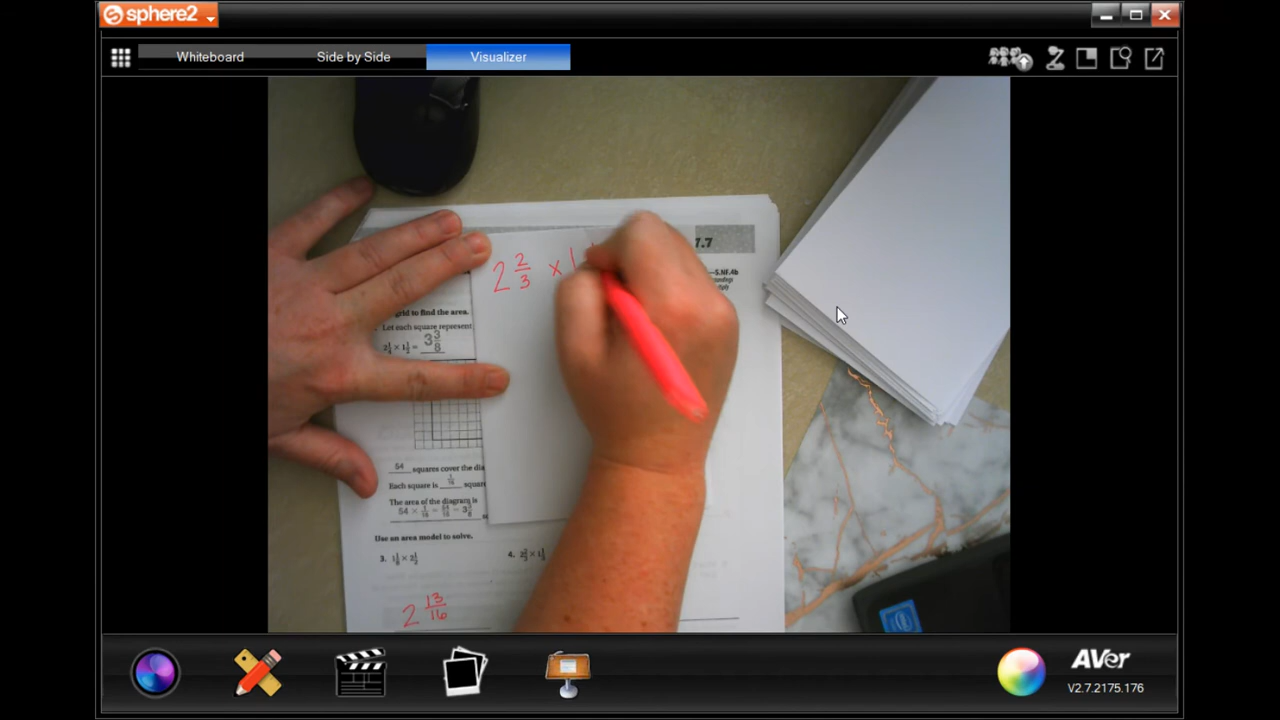 sphere2
Whiteboard Side by Side Visualizer
7.7
5.NF.4b
2 2/3 × 1
grid to find the area.
Let each square represent
2 1/4 × 1 1/2 = 3 3/8
54 squares cover the
Each square is 1/16
The area of the diagram is
54 × 1/16 = 54/16 = 3 3/8
Use an area model to solve.
3. 1 1/8 × 2 1/2
4. 2 2/3 × 1 1/3
2 13/16
AVer
V2.7.2175.176